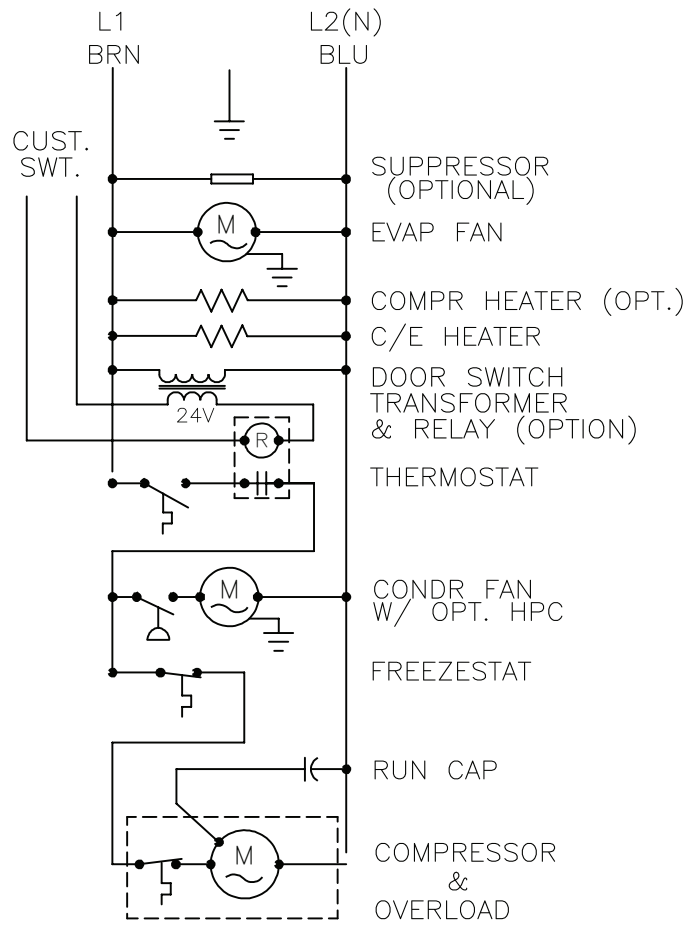 L1
BRN
L2(N)
BLU
CUST.
SWT.
SUPPRESSOR
(OPTIONAL)
M
EVAP FAN
COMPR HEATER (OPT.)
C/E HEATER
DOOR SWITCH
TRANSFORMER
& RELAY (OPTION)
24V
R
THERMOSTAT
M
CONDR FAN
W/ OPT. HPC
FREEZESTAT
RUN CAP
M
COMPRESSOR
&
OVERLOAD